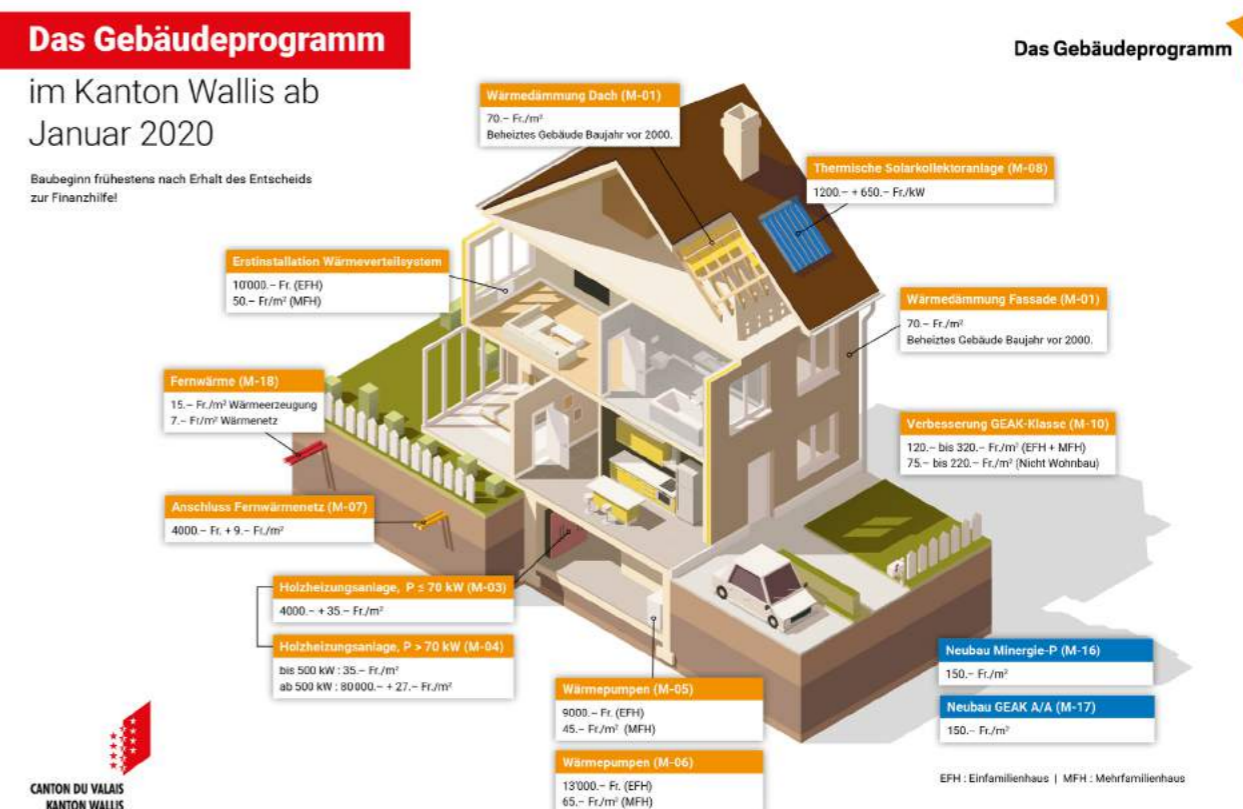 Das Gebäudeprogramm
Das Gebäudeprogramm
im Kanton Wallis ab
Januar 2020
Baubeginn frühestens nach Erhalt des Entscheids
zur Finanzhilfe!
Wärmedämmung Dach (M-01)
70.– Fr./m²
Beheiztes Gebäude Baujahr vor 2000.
Thermische Solarkollektoranlage (M-08)
1200.– + 650.– Fr./kW
Erstinstallation Wärmeverteilsystem
10'000.– Fr. (EFH)
50.– Fr/m² (MFH)
Wärmedämmung Fassade (M-01)
70.– Fr./m²
Beheiztes Gebäude Baujahr vor 2000.
Fernwärme (M-18)
15.– Fr./m² Wärmeerzeugung
7.– Fr/m² Wärmenetz
Verbesserung GEAK-Klasse (M-10)
120.– bis 320.– Fr./m² (EFH + MFH)
75.– bis 220.– Fr./m² (Nicht Wohnbau)
Anschluss Fernwärmenetz (M-07)
4000.– Fr. + 9.– Fr./m²
Holzheizungsanlage, P ≤ 70 kW (M-03)
4000.– + 35.– Fr./m²
Holzheizungsanlage, P > 70 kW (M-04)
bis 500 kW : 35.– Fr./m²
ab 500 kW : 80000.– + 27.– Fr./m²
Wärmepumpen (M-05)
9000.– Fr. (EFH)
45.– Fr./m² (MFH)
Wärmepumpen (M-06)
13'000.– Fr. (EFH)
65.– Fr./m² (MFH)
Neubau Minergie-P (M-16)
150.– Fr./m²
Neubau GEAK A/A (M-17)
150.– Fr./m²
EFH : Einfamilienhaus | MFH : Mehrfamilienhaus
CANTON DU VALAIS
KANTON WALLIS